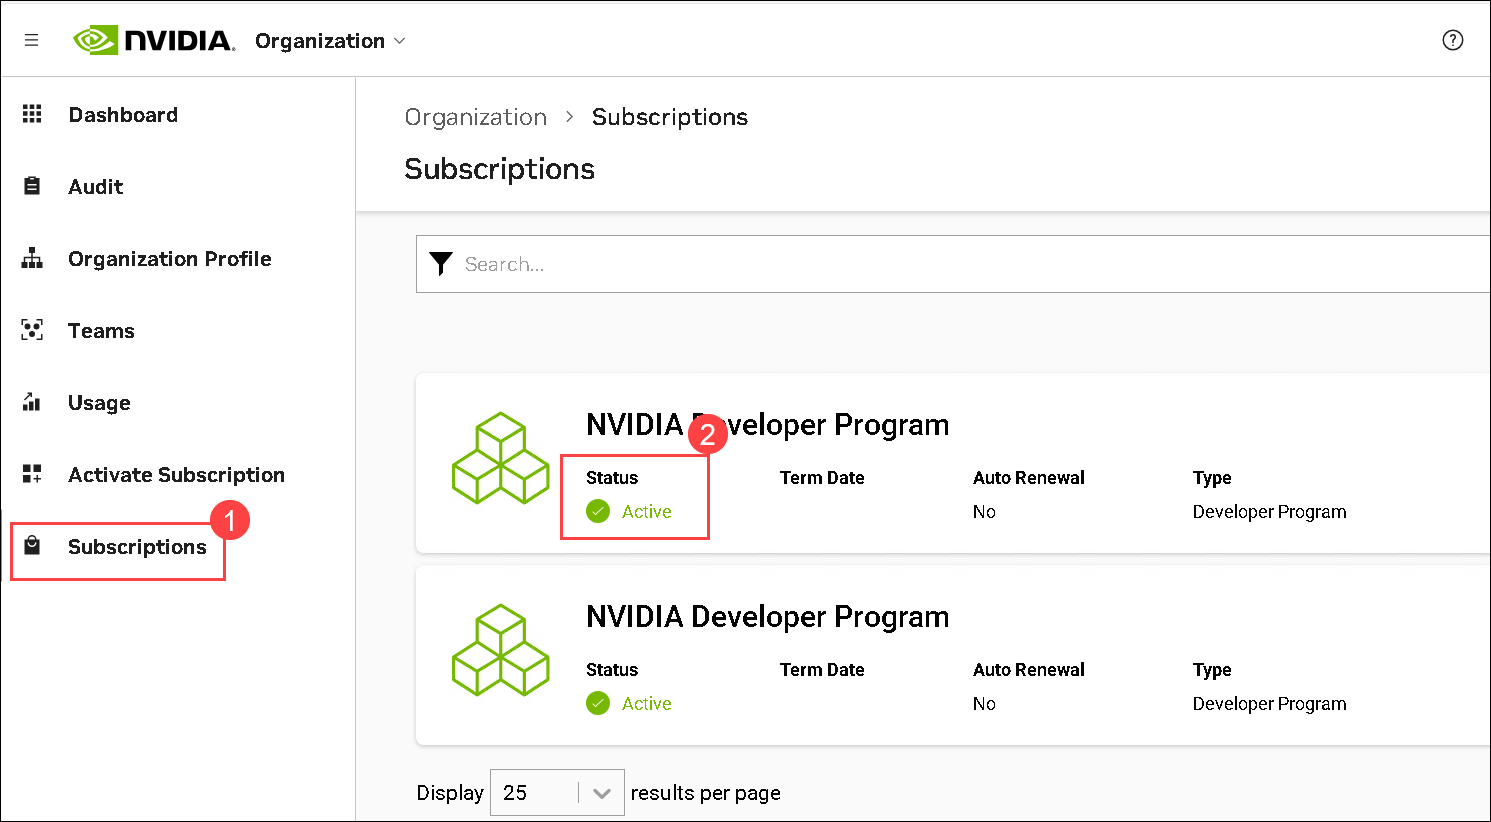 NVIDIA. Organization
Dashboard
Audit
Organization Profile
Teams
Usage
Activate Subscription
1
Subscriptions
Organization > Subscriptions
Subscriptions
Search...
NVIDIA Developer Program
2
Status Term Date Auto Renewal Type
Active No Developer Program
NVIDIA Developer Program
Status Term Date Auto Renewal Type
Active No Developer Program
Display 25 results per page